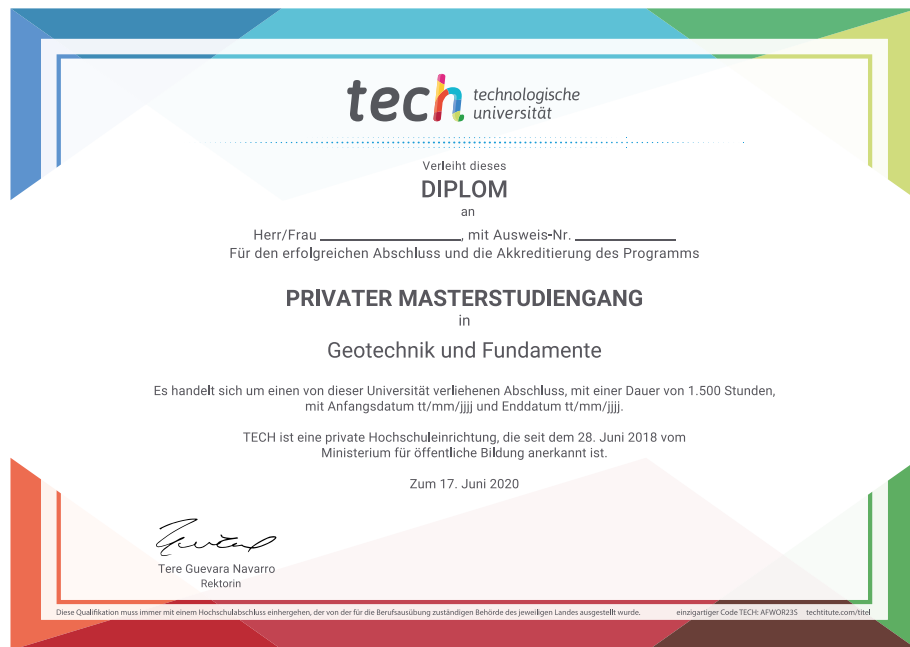 tech technologische
universität
Verleiht dieses
DIPLOM
an
Herr/Frau ________________, mit Ausweis-Nr. ______________
Für den erfolgreichen Abschluss und die Akkreditierung des Programms
PRIVATER MASTERSTUDIENGANG
in
Geotechnik und Fundamente
Es handelt sich um einen von dieser Universität verliehenen Abschluss, mit einer Dauer von 1.500 Stunden,
mit Anfangsdatum tt/mm/jjjj und Enddatum tt/mm/jjjj.
TECH ist eine private Hochschuleinrichtung, die seit dem 28. Juni 2018 vom
Ministerium für öffentliche Bildung anerkannt ist.
Zum 17. Juni 2020
Tere Guevara Navarro
Rektorin
Diese Qualifikation muss immer mit einem Hochschulabschluss einhergehen, der von der für die Berufsausübung zuständigen Behörde des jeweiligen Landes ausgestellt wurde. einzigartiger Code TECH: AFWOR23S techtitute.com/titel